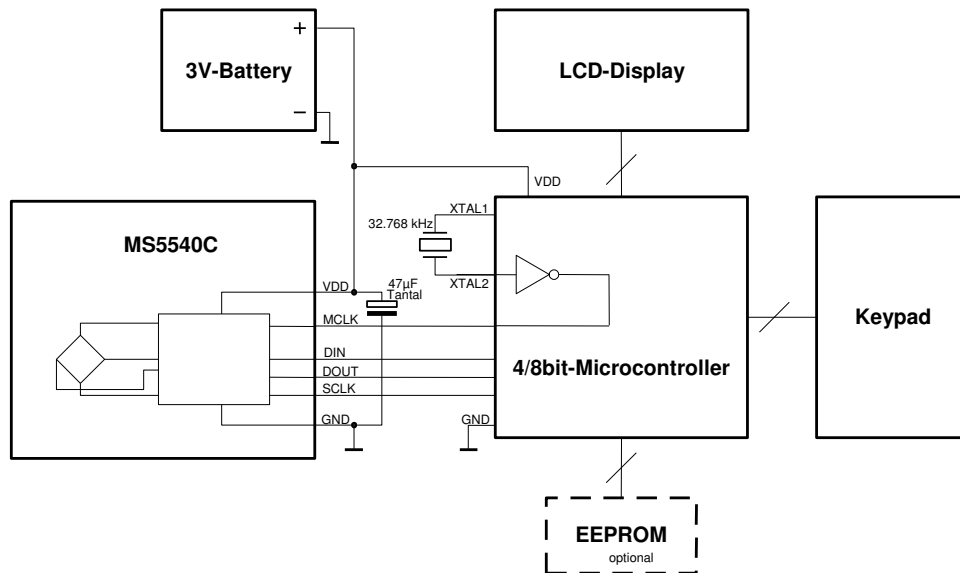 +
3V-Battery
−
LCD-Display
VDD
MS5540C
32.768 kHz
XTAL1
XTAL2
47µF
Tantal
VDD
MCLK
DIN
DOUT
SCLK
GND
GND
4/8bit-Microcontroller
Keypad
EEPROM
optional